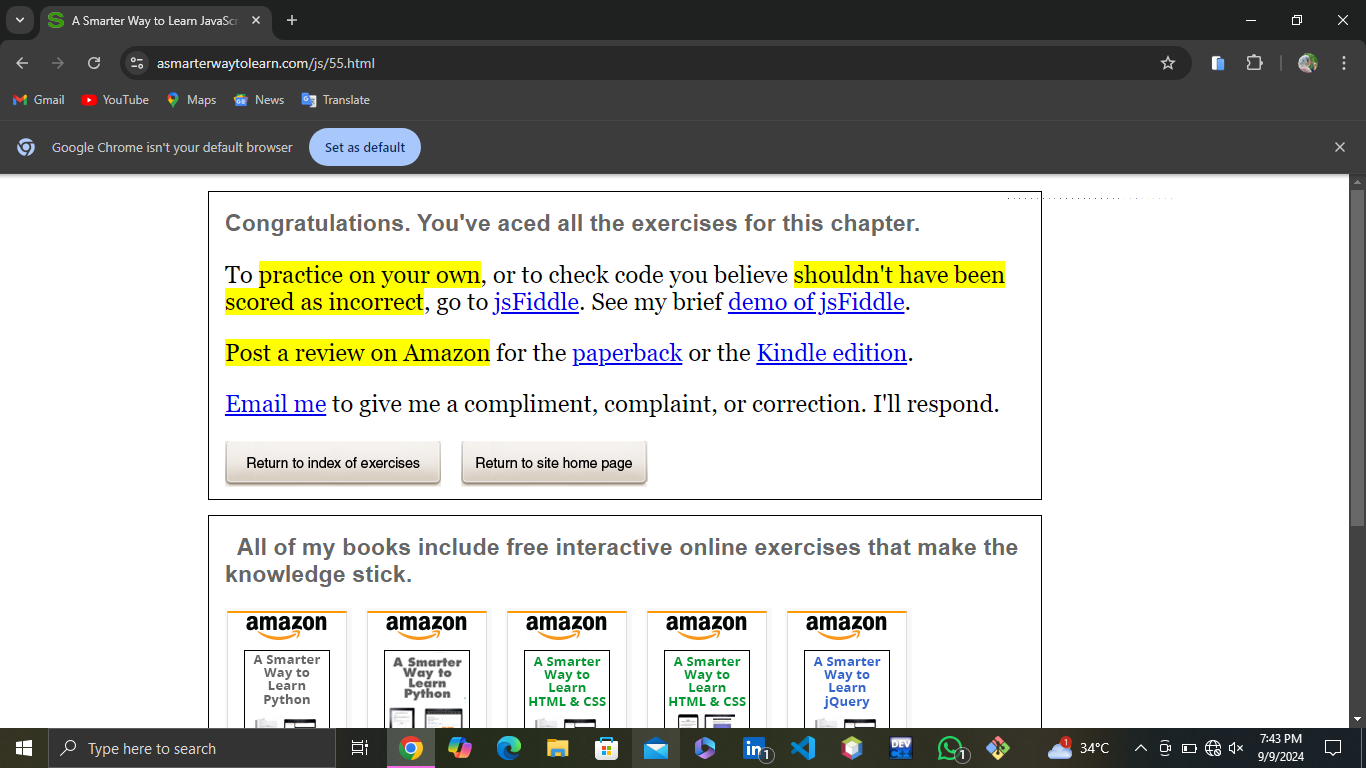 A Smarter Way to Learn JavaSc
asmarterwaytolearn.com/js/55.html
Gmail
YouTube
Maps
News
Translate
Google Chrome isn't your default browser
Set as default
Congratulations. You've aced all the exercises for this chapter.
To practice on your own, or to check code you believe shouldn't have been
scored as incorrect, go to jsFiddle. See my brief demo of jsFiddle.
Post a review on Amazon for the paperback or the Kindle edition.
Email me to give me a compliment, complaint, or correction. I'll respond.
Return to index of exercises
Return to site home page
All of my books include free interactive online exercises that make the
knowledge stick.
amazon
A Smarter
Way to
Learn
Python
amazon
A Smarter
Way to
Learn
Python
amazon
A Smarter
Way to
Learn
HTML & CSS
amazon
A Smarter
Way to
Learn
HTML & CSS
amazon
A Smarter
Way to
Learn
jQuery
Type here to search
in
1
DEV
1
1
34°C
7:43 PM
9/9/2024